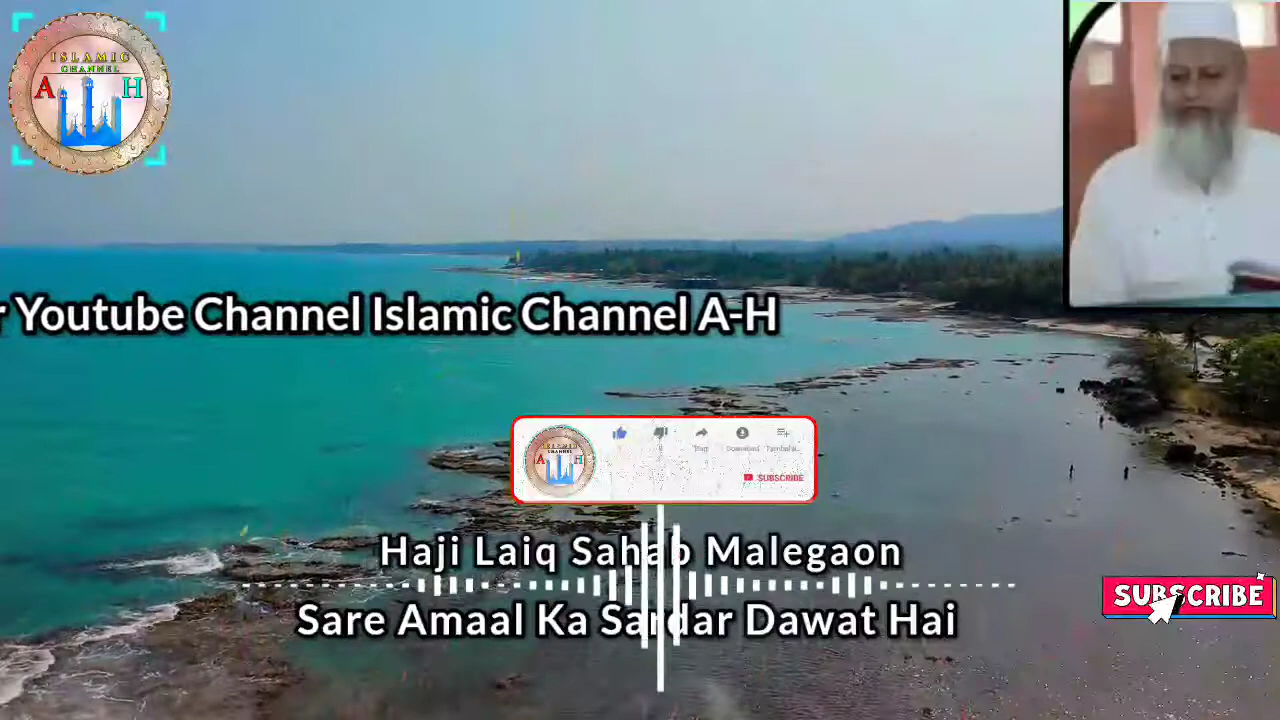 ISLAMIC
CHANNEL
A H
r Youtube Channel Islamic Channel A-H
A H
SUBSCRIBE
Haji Laiq Sahab Malegaon
Sare Amaal Ka Sardar Dawat Hai
SUBSCRIBE